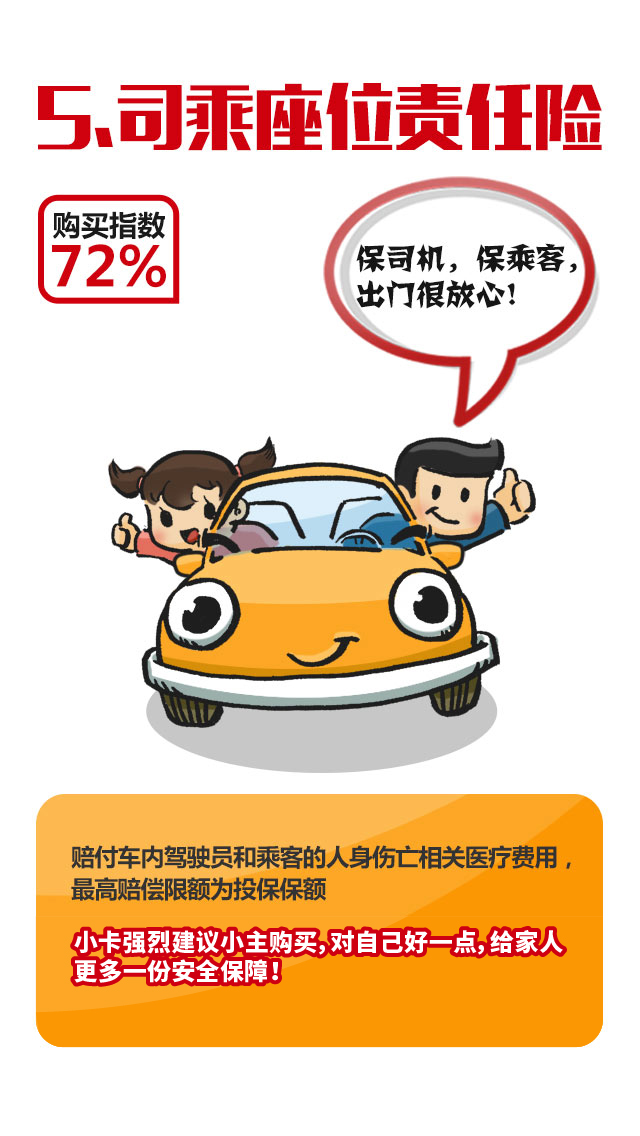 5、司乘座位责任险
购买指数
72%
保司机，保乘客，
出门很放心!
赔付车内驾驶员和乘客的人身伤亡相关医疗费用，
最高赔偿限额为投保保额
小卡强烈建议小主购买，对自己好一点，给家人
更多一份安全保障！